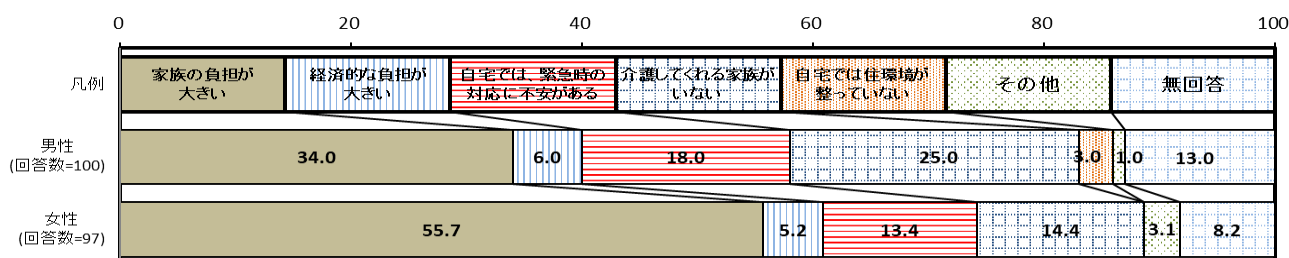 0 20 40 60 80 100
凡例
家族の負担が
大きい
経済的な負担が
大きい
自宅では、緊急時の
対応に不安がある
介護してくれる家族が
いない
自宅では住環境が
整っていない
その他
無回答
男性
(回答数=100)
34.0 6.0 18.0 25.0 3.0 1.0 13.0
女性
(回答数=97)
55.7 5.2 13.4 14.4 3.1 8.2